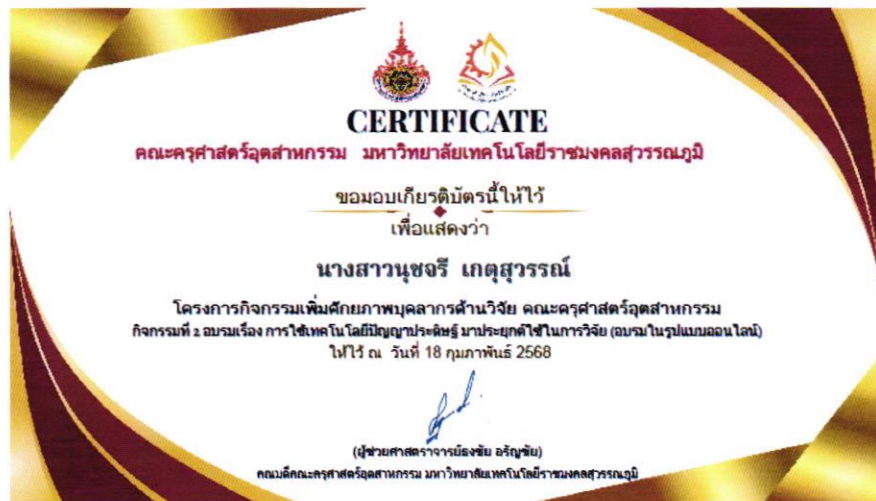 CERTIFICATE
คณะครุศาสตร์อุตสาหกรรม มหาวิทยาลัยเทคโนโลยีราชมงคลสุวรรณภูมิ
ขอมอบเกียรติบัตรนี้ให้ไว้
เพื่อแสดงว่า
นางสาวนุชจรี เกตุสุวรรณ์
โครงการกิจกรรมเพิ่มศักยภาพบุคลากรด้านวิจัย คณะครุศาสตร์อุตสาหกรรม
กิจกรรมที่ 2 อบรมเรื่อง การใช้เทคโนโลยีปัญญาประดิษฐ์ มาประยุกต์ใช้ในการวิจัย (อบรมในรูปแบบออนไลน์)
ให้ไว้ ณ วันที่ 18 กุมภาพันธ์ 2568
(ผู้ช่วยศาสตราจารย์ธงชัย อรัญชัย)
คณบดีคณะครุศาสตร์อุตสาหกรรม มหาวิทยาลัยเทคโนโลยีราชมงคลสุวรรณภูมิ